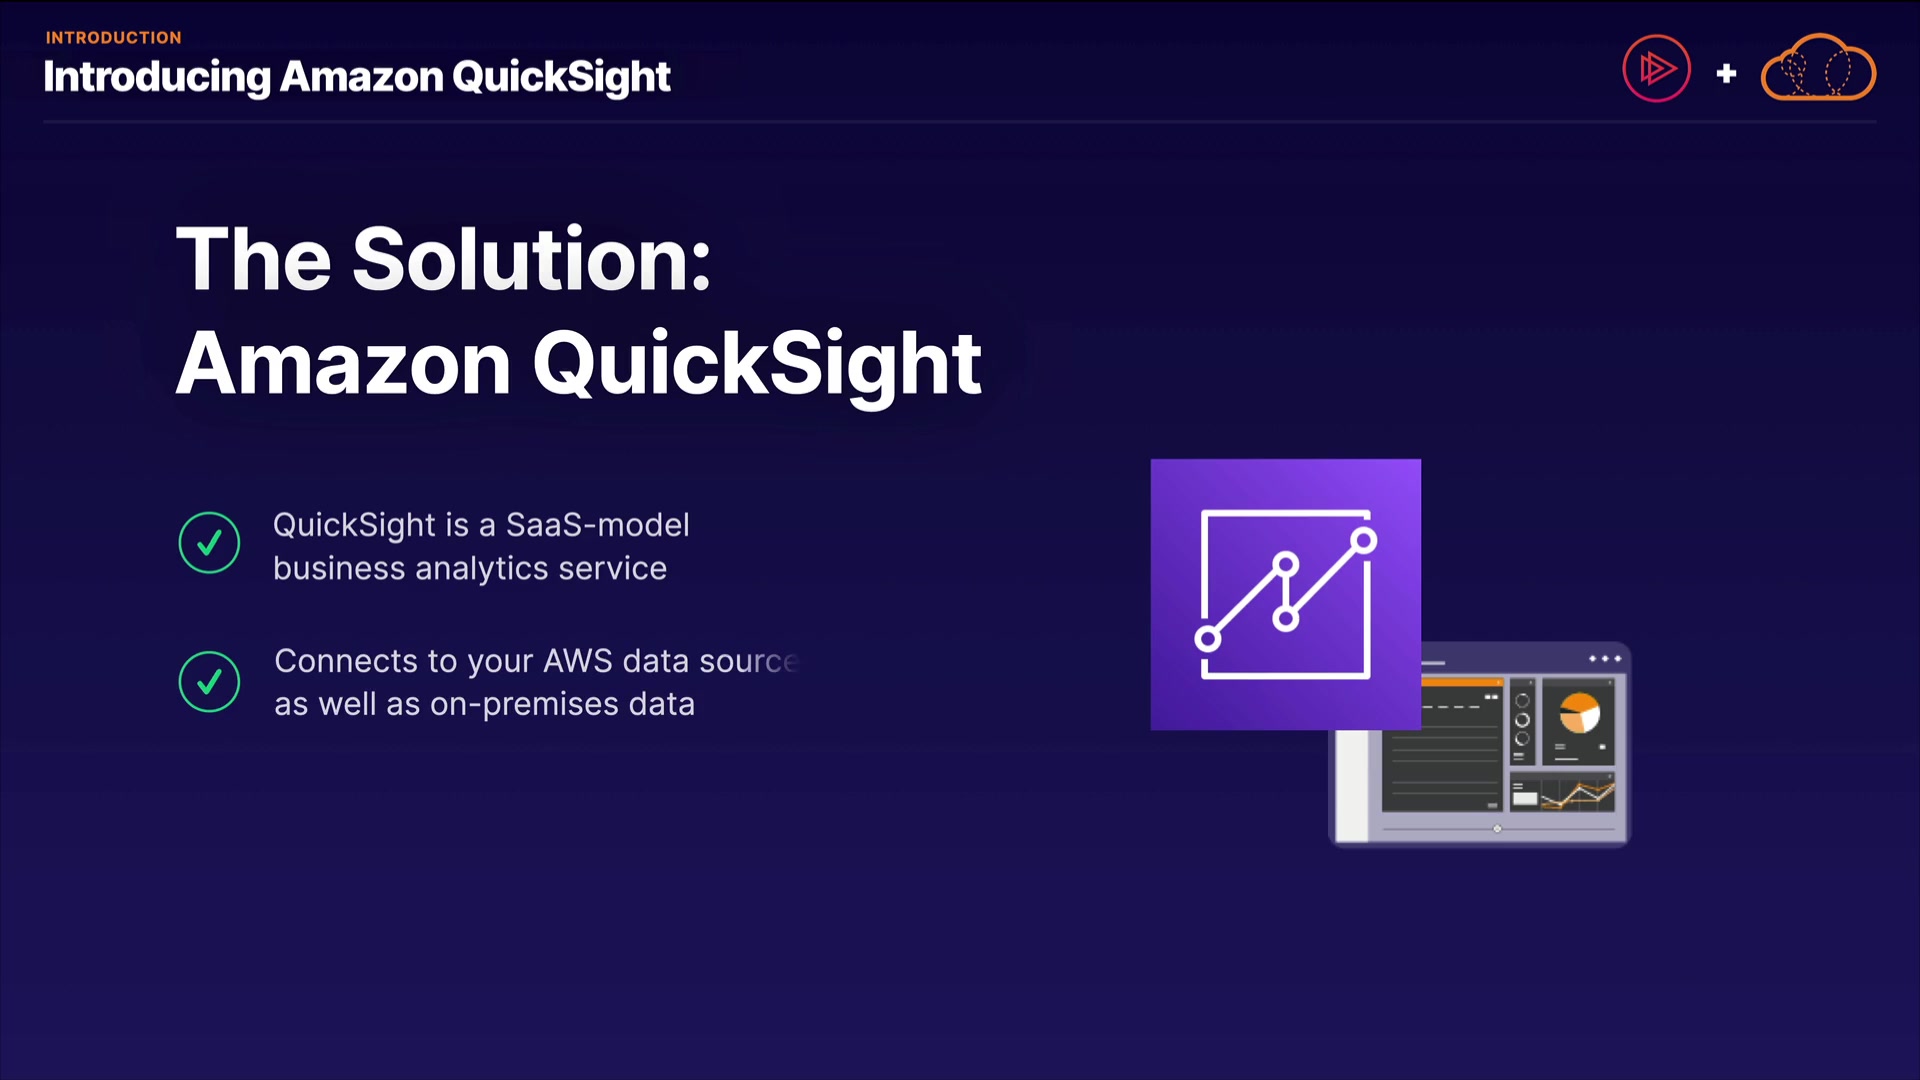 INTRODUCTION
Introducing Amazon QuickSight
The Solution:
Amazon QuickSight
QuickSight is a SaaS-model
business analytics service
Connects to your AWS data source
as well as on-premises data